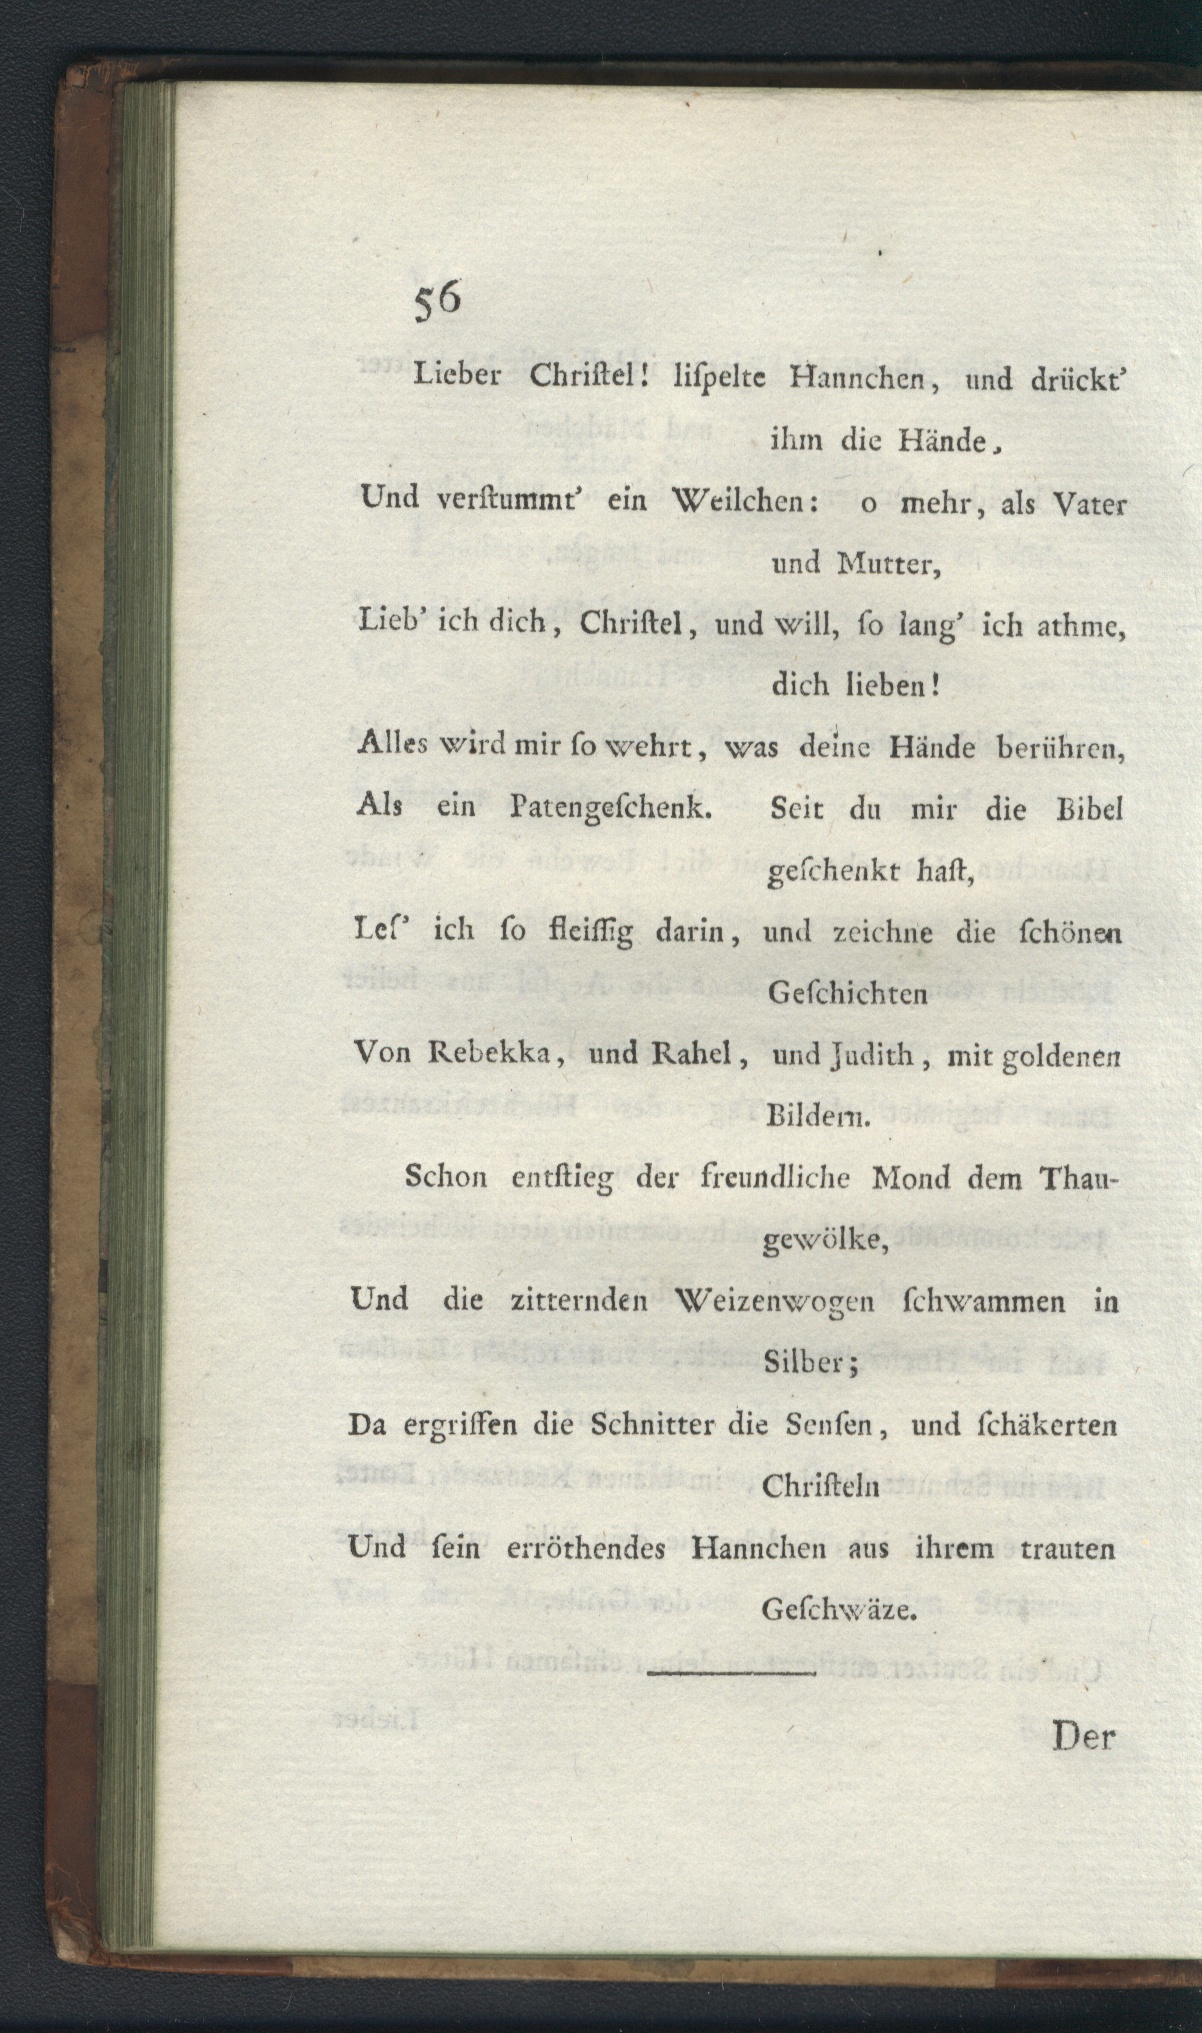 56
Lieber Chriſtel! liſpelte Hannchen, und drückt'
ihm die Hände,
Und verſtummt' ein Weilchen: o mehr, als Vater
und Mutter,
Lieb' ich dich, Chriſtel, und will, ſo lang' ich athme,
dich lieben!
Alles wird mir ſo wehrt, was deine Hände berühren,
Als ein Patengeſchenk. Seit du mir die Bibel
geſchenkt haſt,
Leſ' ich ſo fleiſſig darin, und zeichne die ſchönen
Geſchichten
Von Rebekka, und Rahel, und Judith, mit goldenen
Bildern.
Schon entſtieg der freundliche Mond dem Thau-
gewölke,
Und die zitternden Weizenwogen ſchwammen in
Silber;
Da ergriffen die Schnitter die Senſen, und ſchäkerten
Chriſteln
Und ſein erröthendes Hannchen aus ihrem trauten
Geſchwäze.
Der